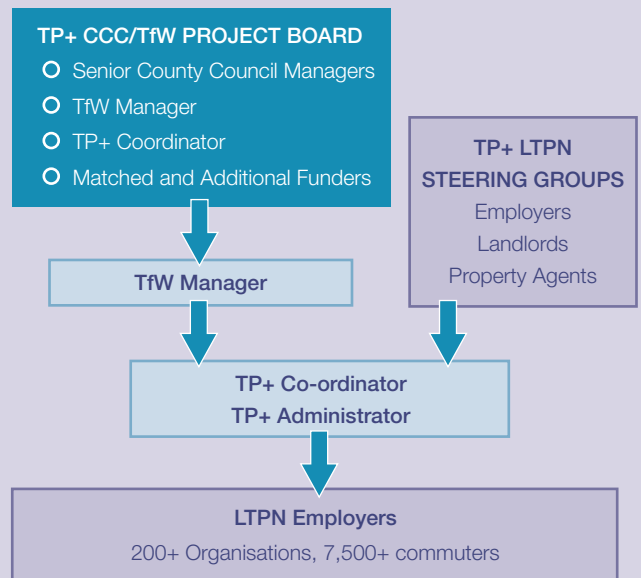 TP+ CCC/TfW PROJECT BOARD
Senior County Council Managers
TfW Manager
TP+ Coordinator
Matched and Additional Funders
TP+ LTPN
STEERING GROUPS
Employers
Landlords
Property Agents
TfW Manager
TP+ Co-ordinator
TP+ Administrator
LTPN Employers
200+ Organisations, 7,500+ commuters